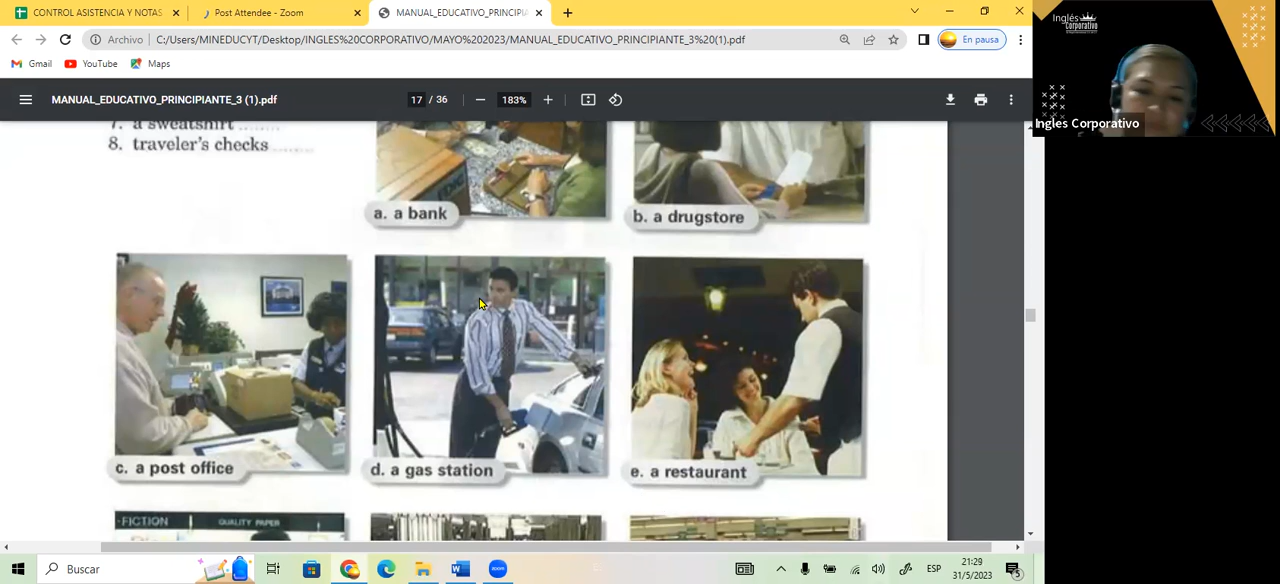 CONTROL ASISTENCIA Y NOTAS
Post Attendee - Zoom
MANUAL_EDUCATIVO_PRINCIPI
Archivo
C:/Users/MINEDUCYT/Desktop/INGLES%20CORPORATIVO/MAYO%202023/MANUAL_EDUCATIVO_PRINCIPIANTE_3%20(1).pdf
En pausa
Gmail
YouTube
Maps
MANUAL_EDUCATIVO_PRINCIPIANTE_3 (1).pdf
17 / 36
183%
Inglés
Corporativo
Ingles Corporativo
7. a sweatshirt
8. traveler's checks
a. a bank
b. a drugstore
c. a post office
d. a gas station
e. a restaurant
FICTION
QUALITY PAPER
Buscar
zoom
ESP
21:29
31/5/2023
5